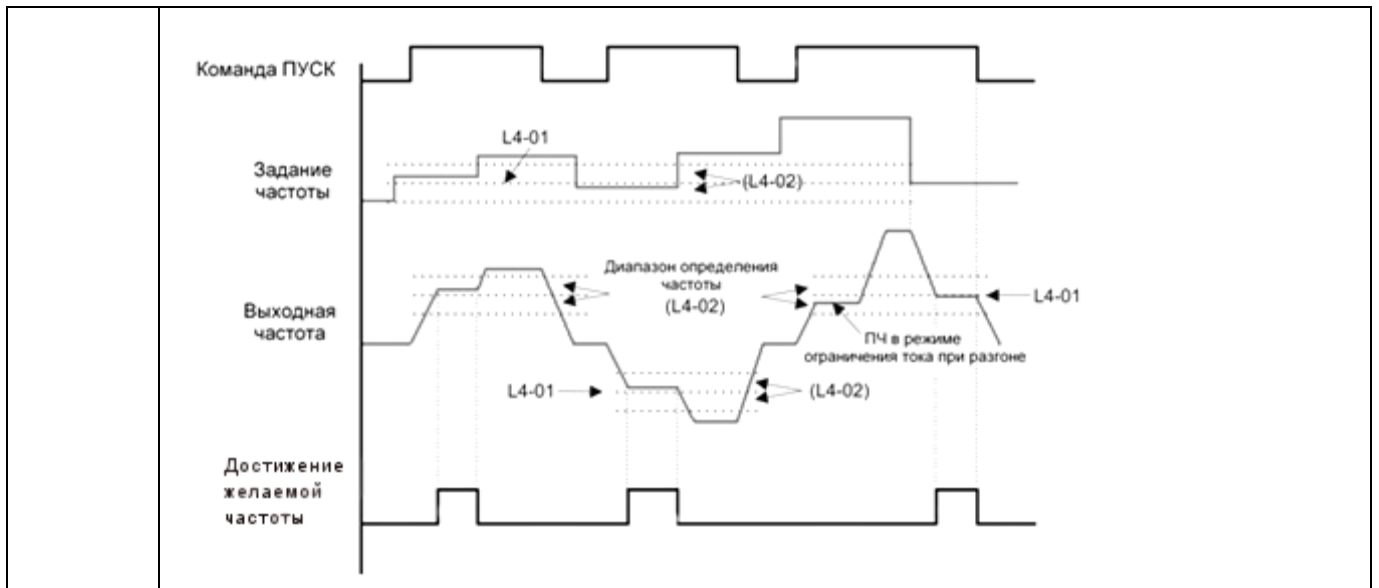 Команда ПУСК
L4-01
Задание
частоты
(L4-02)
Диапазон определения
частоты
(L4-02)
L4-01
Выходная
частота
ПЧ в режиме
ограничения тока при разгоне
L4-01
(L4-02)
Достижение
желаемой
частоты